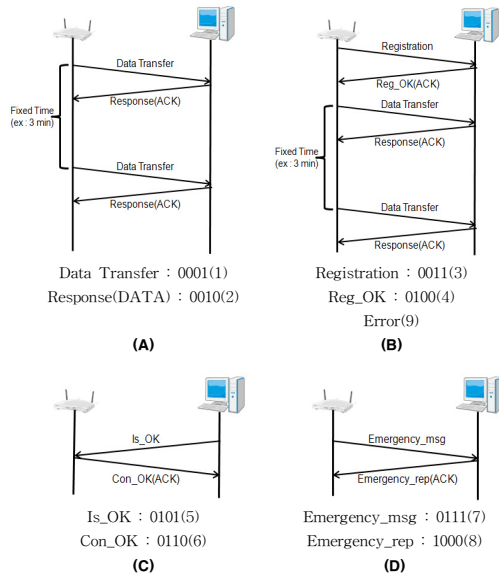 Data Transfer
Response(ACK)
Fixed Time
(ex : 3 min)
Data Transfer
Response(ACK)
Data Transfer : 0001(1)
Response(DATA) : 0010(2)
(A)
Registration
Reg_OK(ACK)
Data Transfer
Response(ACK)
Fixed Time
(ex : 3 min)
Data Transfer
Response(ACK)
Registration : 0011(3)
Reg_OK : 0100(4)
Error(9)
(B)
Is_OK
Con_OK(ACK)
Is_OK : 0101(5)
Con_OK : 0110(6)
(C)
Emergency_msg
Emergency_rep(ACK)
Emergency_msg : 0111(7)
Emergency_rep : 1000(8)
(D)